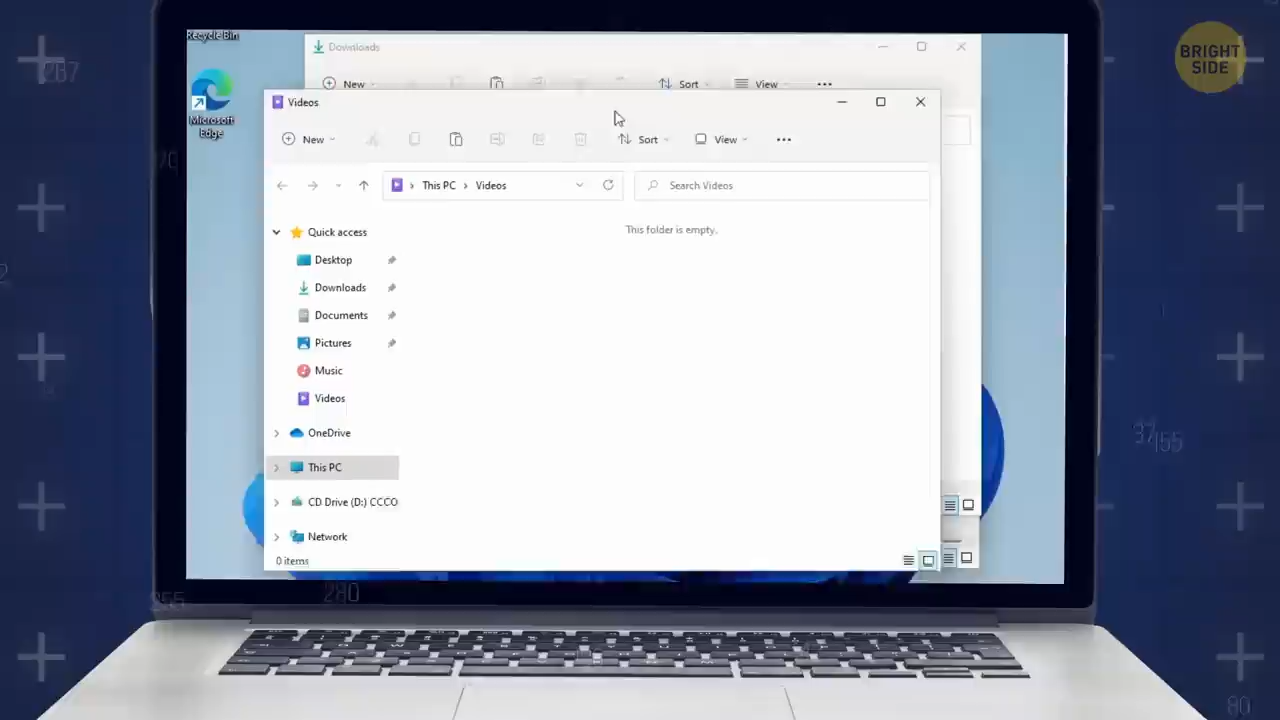 Recycle Bin
Microsoft
Edge
Downloads
New
Sort
View
Videos
New
Sort
View
This PC
Videos
Search Videos
This folder is empty.
Quick access
Desktop
Downloads
Documents
Pictures
Music
Videos
OneDrive
This PC
CD Drive (D:) CCCO
Network
0 items
BRIGHT
SIDE
280
80